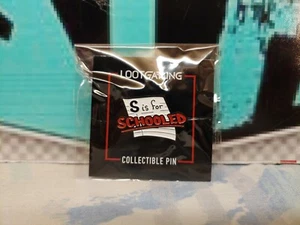 LOOTGAMING
S is for
SCHOOLED
COLLECTIBLE PIN